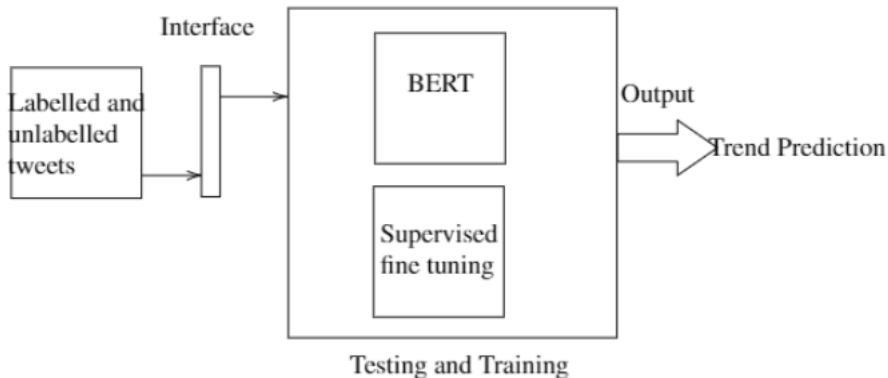 Interface
Labelled and
unlabelled
tweets
BERT
Supervised
fine tuning
Output
Trend Prediction
Testing and Training